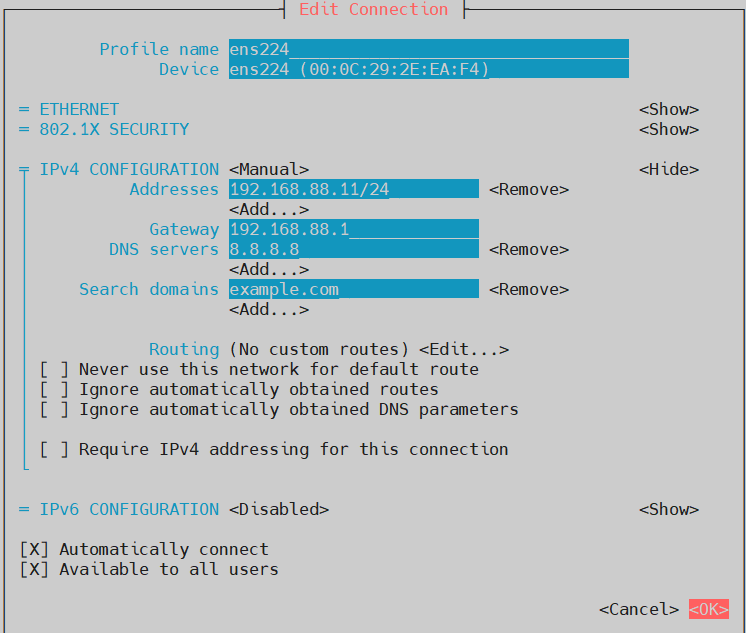 Edit Connection
Profile name ens224
Device ens224 (00:0C:29:2E:EA:F4)
= ETHERNET <Show>
= 802.1X SECURITY <Show>
= IPv4 CONFIGURATION <Manual> <Hide>
Addresses 192.168.88.11/24 <Remove>
<Add...>
Gateway 192.168.88.1
DNS servers 8.8.8.8 <Remove>
<Add...>
Search domains example.com <Remove>
<Add...>
Routing (No custom routes) <Edit...>
[ ] Never use this network for default route
[ ] Ignore automatically obtained routes
[ ] Ignore automatically obtained DNS parameters
[ ] Require IPv4 addressing for this connection
= IPv6 CONFIGURATION <Disabled> <Show>
[X] Automatically connect
[X] Available to all users
<Cancel> <OK>